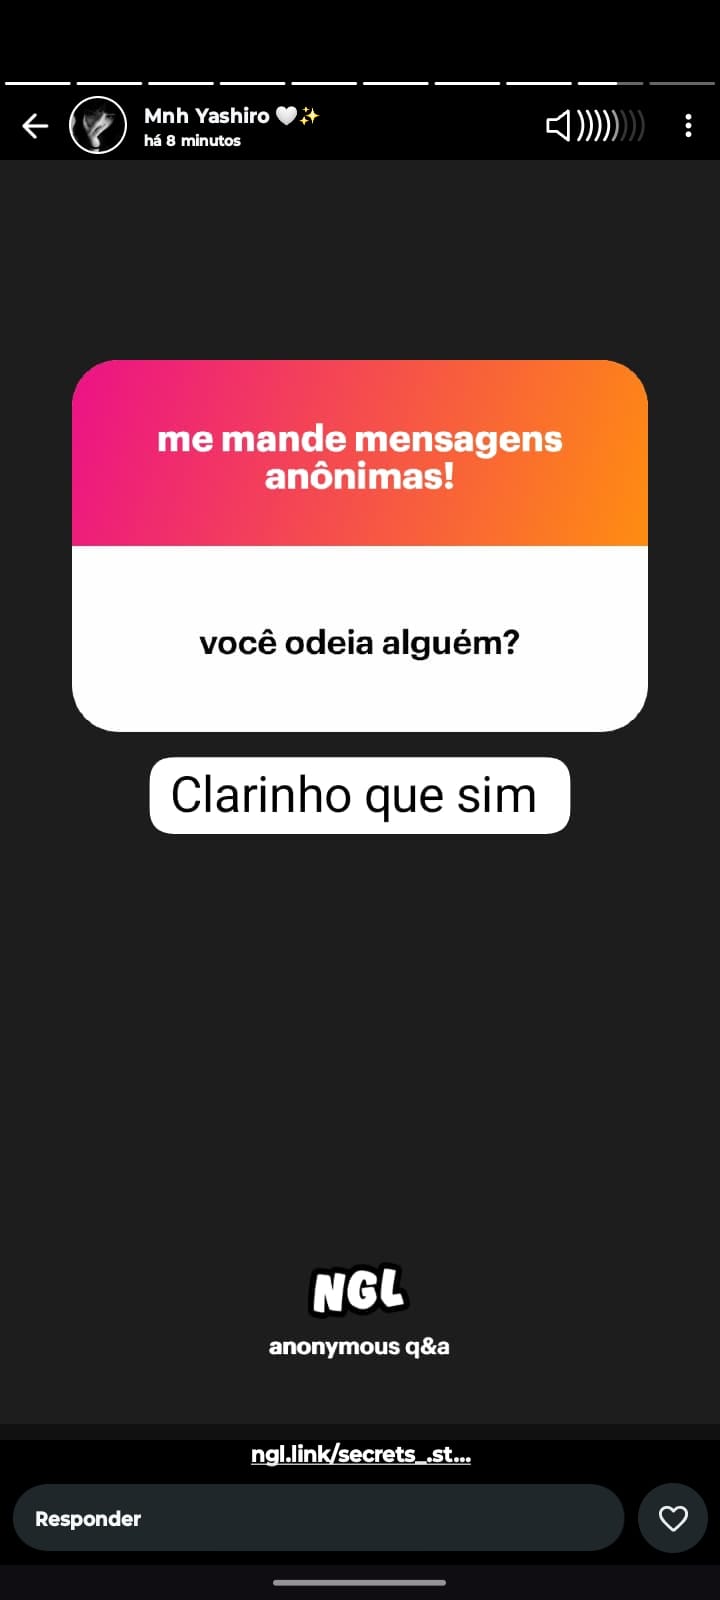 Mnh Yashiro 🤍✨
há 8 minutos
me mande mensagens
anônimas!
você odeia alguém?
Clarinho que sim
NGL
anonymous q&a
ngl.link/secrets_.st...
Responder